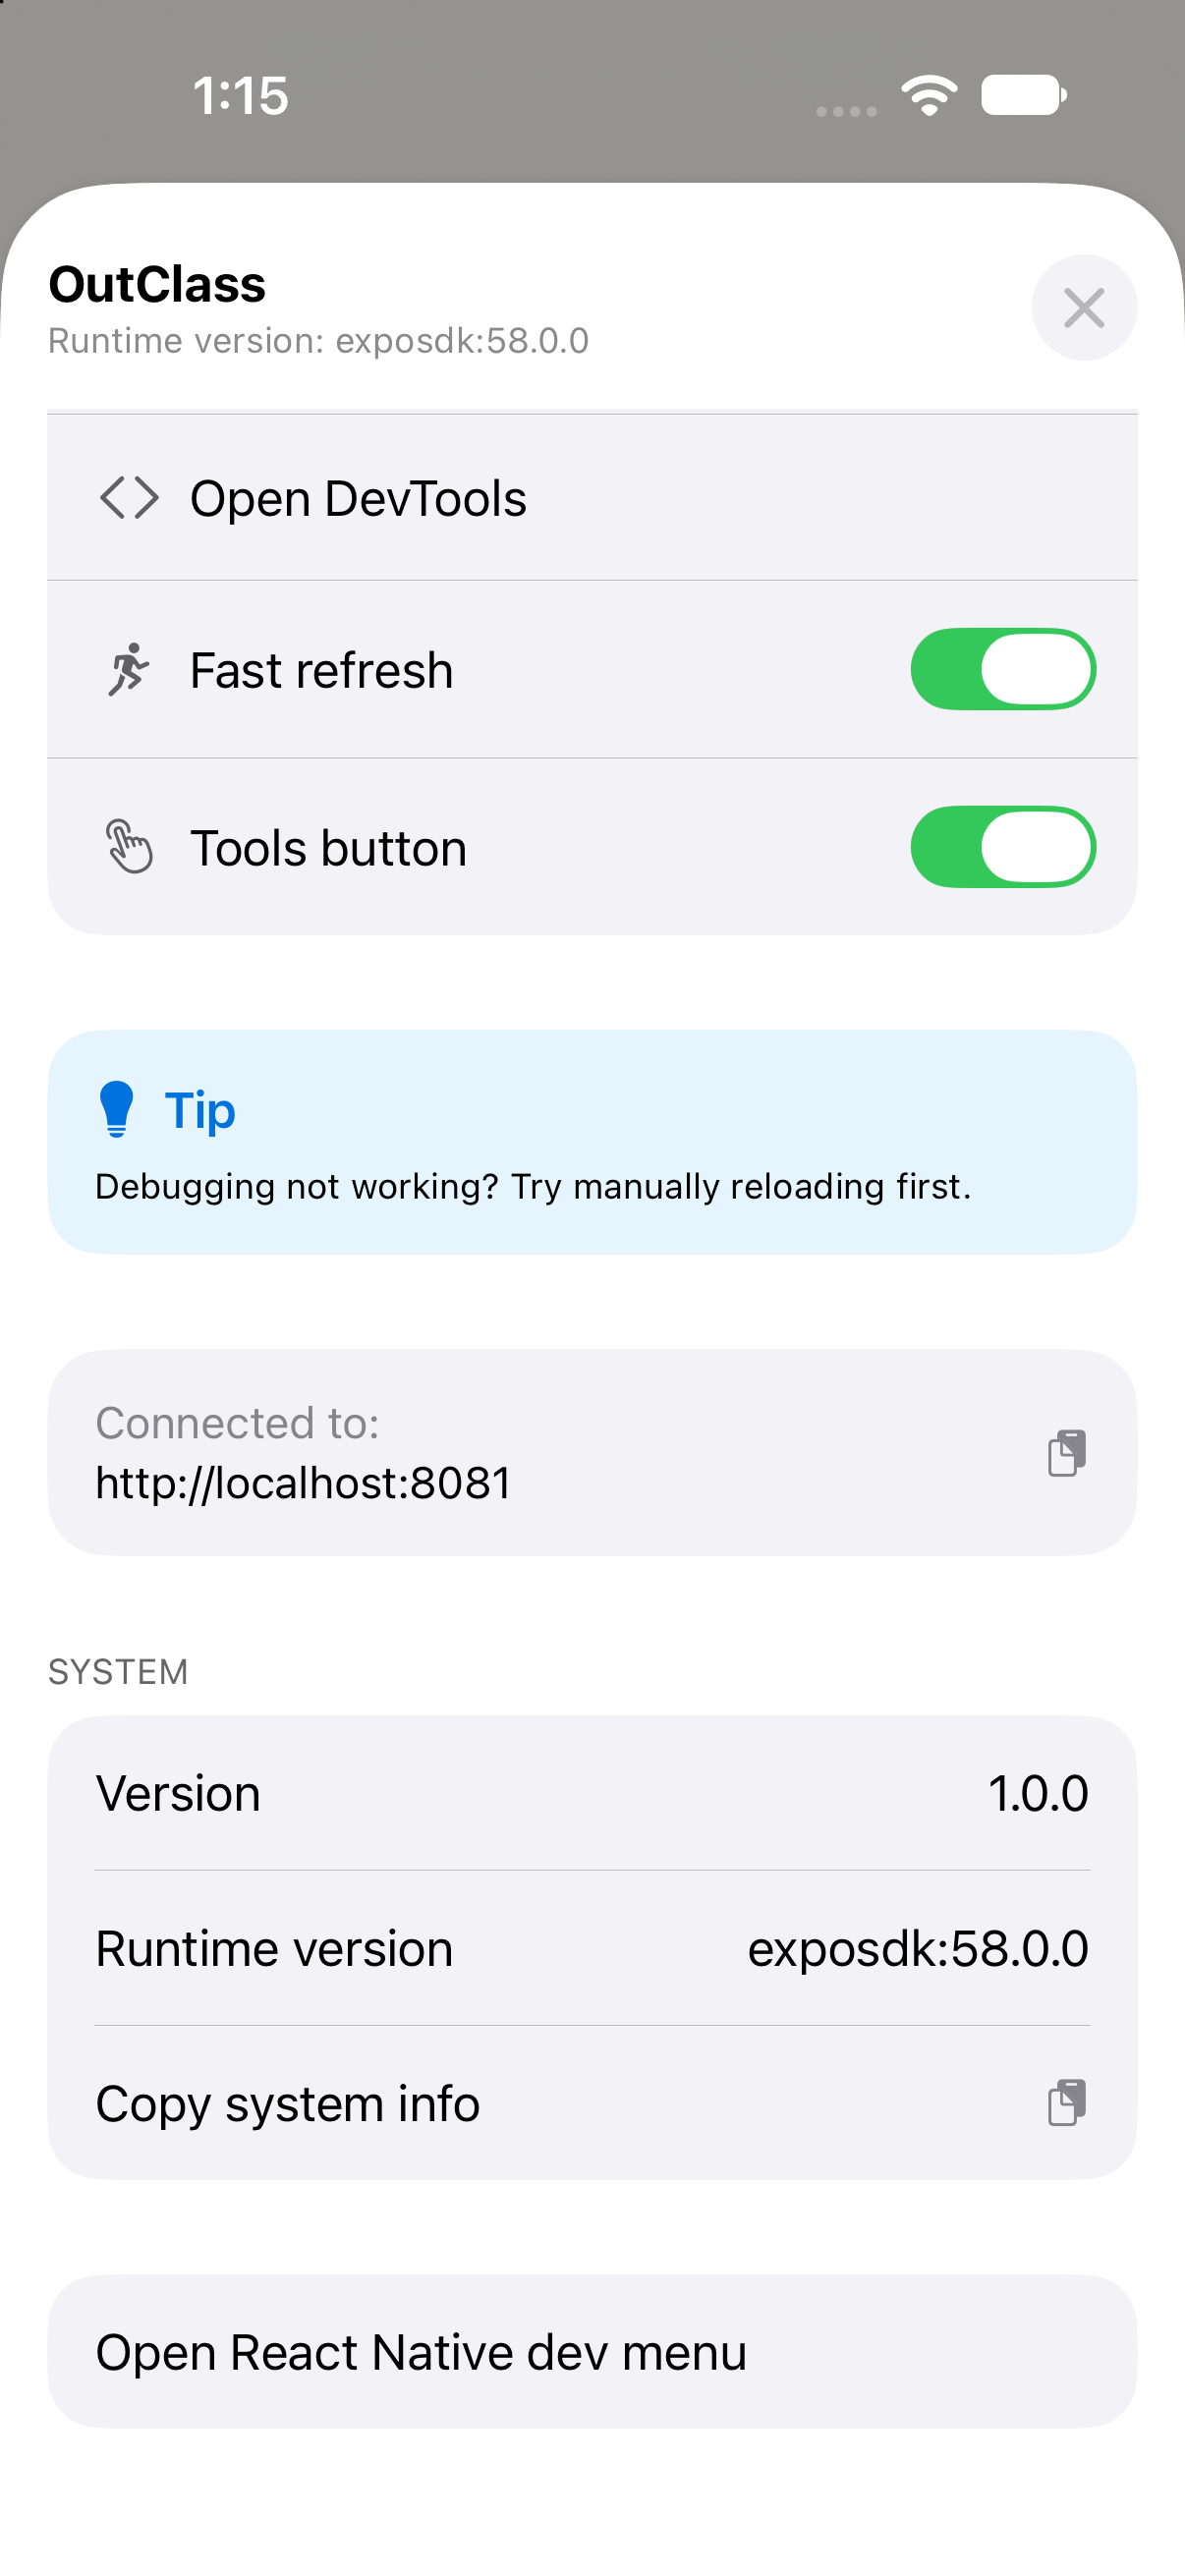 1:15
OutClass
Runtime version: exposdk:58.0.0
Open DevTools
Fast refresh
Tools button
Tip
Debugging not working? Try manually reloading first.
Connected to:
http://localhost:8081
SYSTEM
Version 1.0.0
Runtime version exposdk:58.0.0
Copy system info
Open React Native dev menu